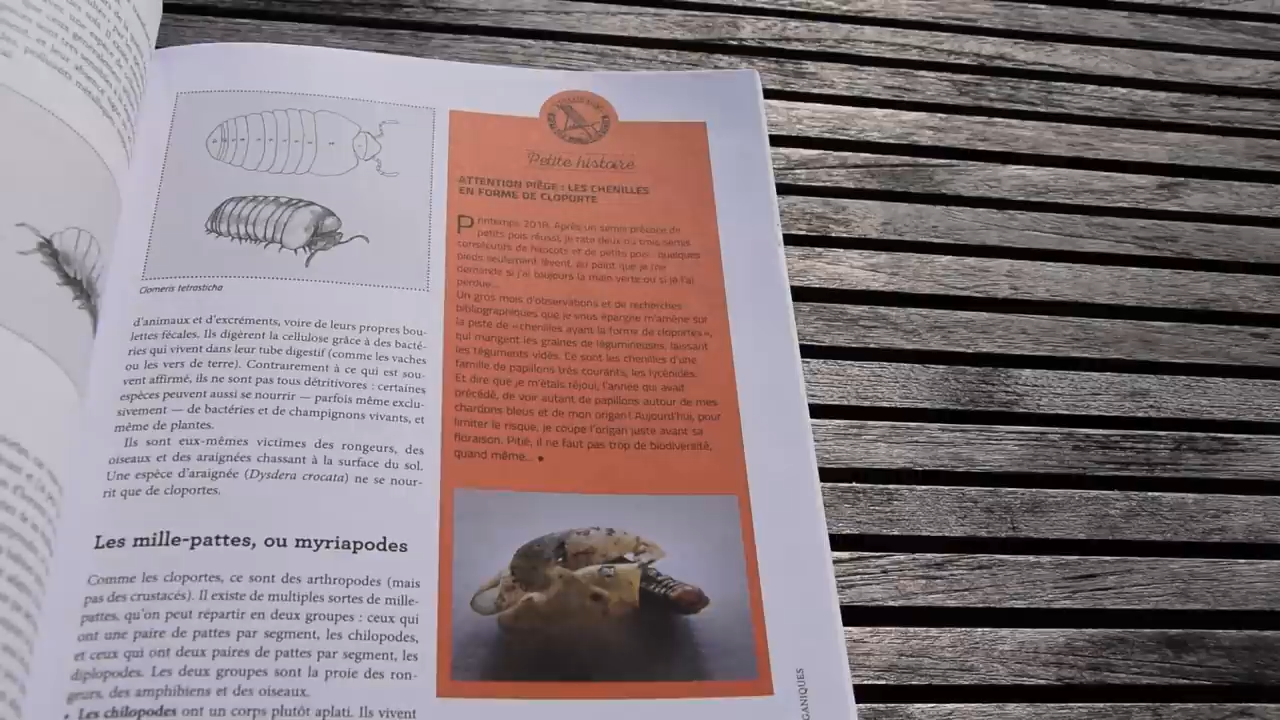 Glomeris tetrasticha
d'animaux et d'excréments, voire de leurs propres bou-
lettes fécales. Ils digèrent la cellulose grâce à des bacté-
ries qui vivent dans leur tube digestif (comme les vaches
ou les vers de terre). Contrairement à ce qui est sou-
vent affirmé, ils ne sont pas tous détritivores : certaines
espèces peuvent aussi se nourrir — parfois même exclu-
sivement — de bactéries et de champignons vivants, et
même de plantes.
Ils sont eux-mêmes victimes des rongeurs, des
oiseaux et des araignées chassant à la surface du sol.
Une espèce d'araignée (Dysdera crocata) ne se nour-
rit que de cloportes.
Les mille-pattes, ou myriapodes
Comme les cloportes, ce sont des arthropodes (mais
pas des crustacés). Il existe de multiples sortes de mille-
pattes, qu'on peut répartir en deux groupes : ceux qui
ont une paire de pattes par segment, les chilopodes,
et ceux qui ont deux paires de pattes par segment, les
diplopodes. Les deux groupes sont la proie des ron-
geurs, des amphibiens et des oiseaux.
• Les chilopodes ont un corps plutôt aplati. Ils vivent
Petite histoire
ATTENTION PIÈGE : LES CHENILLES
EN FORME DE CLOPORTE
Printemps 2018. Après un semis précoce de
petits pois réussi, je rate deux ou trois semis
consécutifs de haricots et de petits pois : quelques
pieds seulement lèvent, au point que je me
demande si j'ai toujours la main verte ou si je l'ai
perdue...
Un gros mois d'observations et de recherches
bibliographiques que je vous épargne m'amène sur
la piste de « chenilles ayant la forme de cloportes »,
qui mangent les graines de légumineuses, laissant
les téguments vides. Ce sont les chenilles d'une
famille de papillons très courants, les lycénidés.
Et dire que je m'étais réjoui, l'année qui avait
précédé, de voir autant de papillons autour de mes
chardons bleus et de mon origan ! Aujourd'hui, pour
limiter le risque, je coupe l'origan juste avant sa
floraison. Pitié, il ne faut pas trop de biodiversité,
quand même... •
GANIQUES